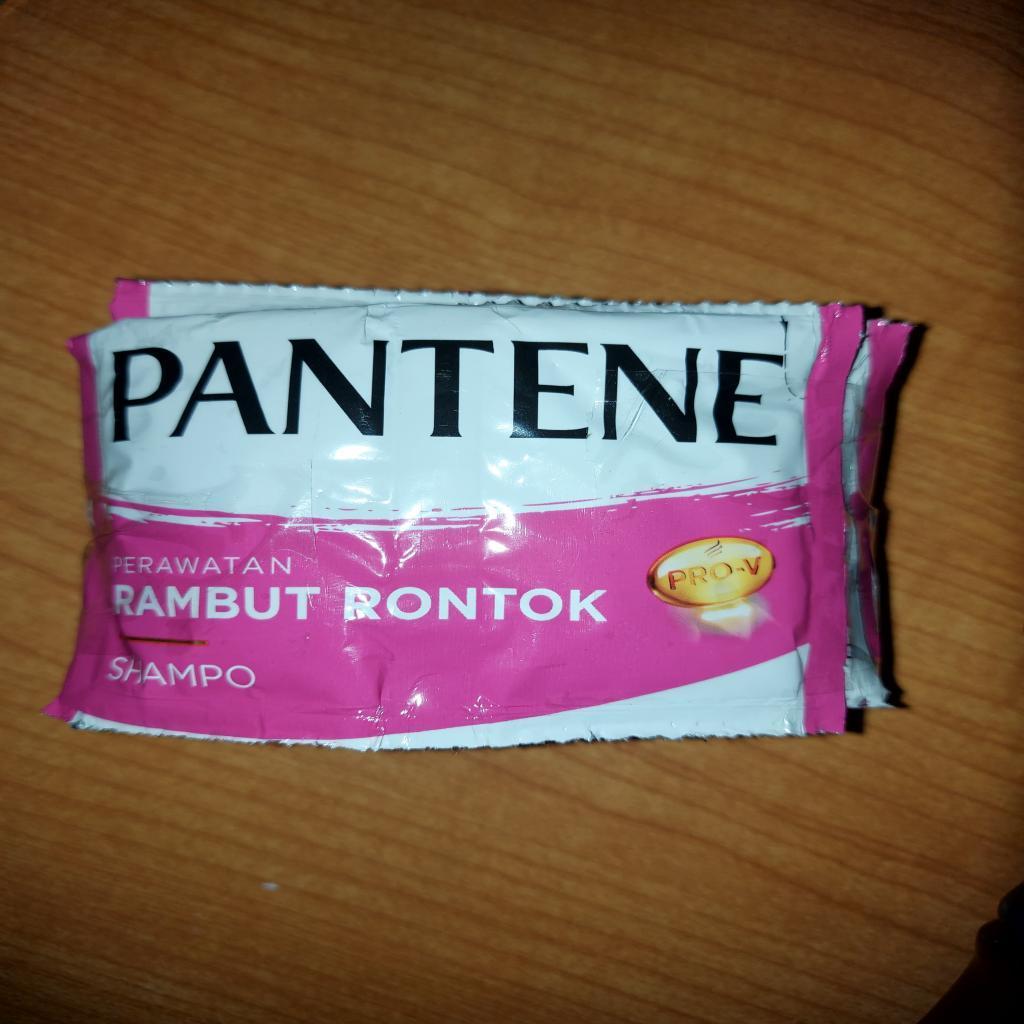 PANTENE
PERAWATAN
RAMBUT RONTOK
SHAMPO
PRO-V